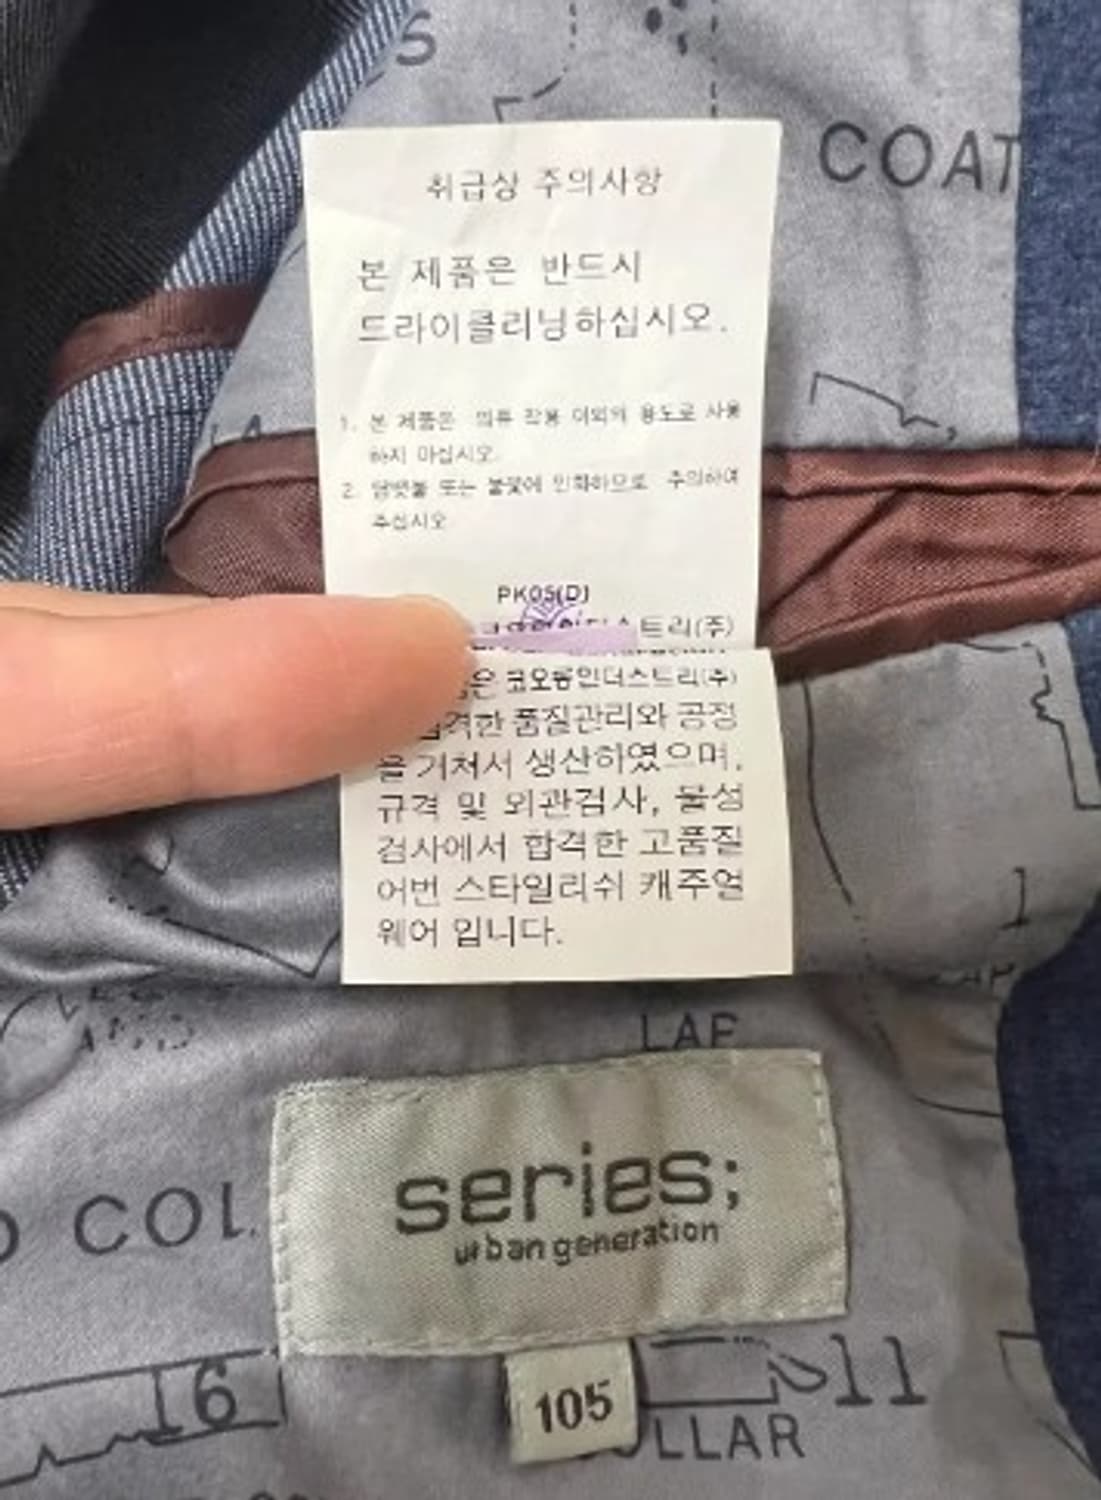 COAT
취급상 주의사항
본 제품은 반드시
드라이클리닝하십시오.
1. 본 제품은 의류 착용 이외의 용도로 사용
하지 마십시오.
2. 담뱃불 또는 불꽃에 인화하므로 주의하여
주십시오
PK05(D)
스트리(주)
은 코오롱인더스트리(주)
격한 품질관리와 공정
을 거쳐서 생산하였으며,
규격 및 외관검사, 물성
검사에서 합격한 고품질
어번 스타일리쉬 캐주얼
웨어 입니다.
series;
urban generation
COL
16
105
11
OLLAR